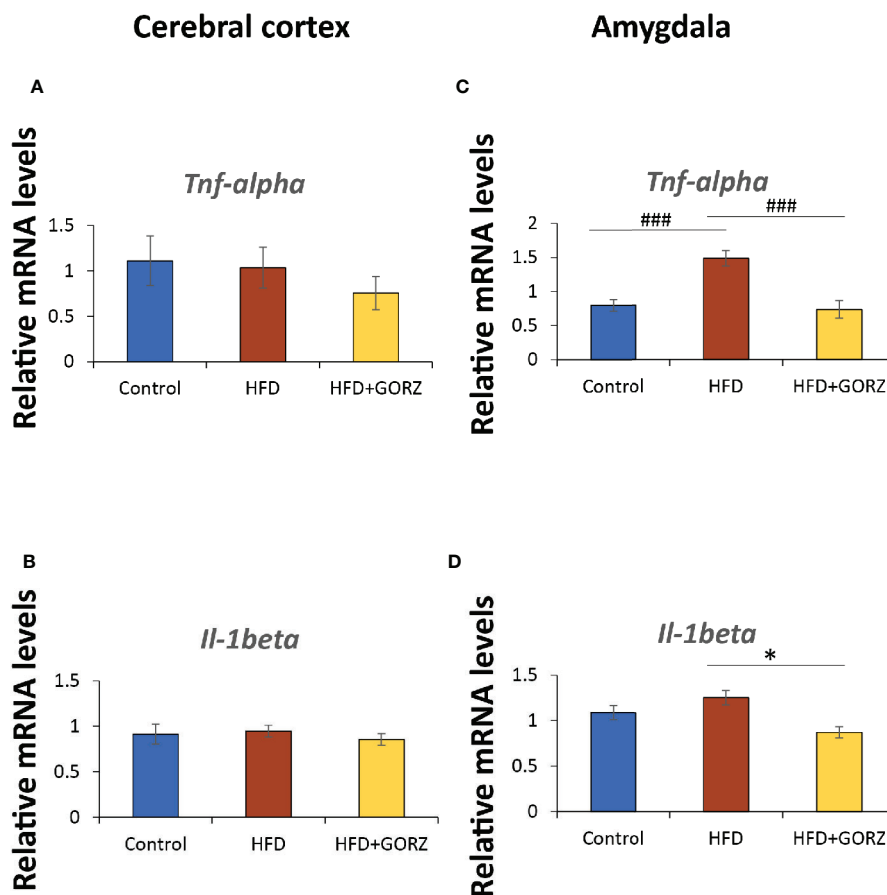 Cerebral cortex
Amygdala
A
Relative mRNA levels
Tnf-alpha
1.5
1
0.5
0
Control HFD HFD+GORZ
C
Relative mRNA levels
Tnf-alpha
### ###
2
1.5
1
0.5
0
Control HFD HFD+GORZ
B
Relative mRNA levels
Il-1beta
1.5
1
0.5
0
Control HFD HFD+GORZ
D
Relative mRNA levels
Il-1beta
*
1.5
1
0.5
0
Control HFD HFD+GORZ